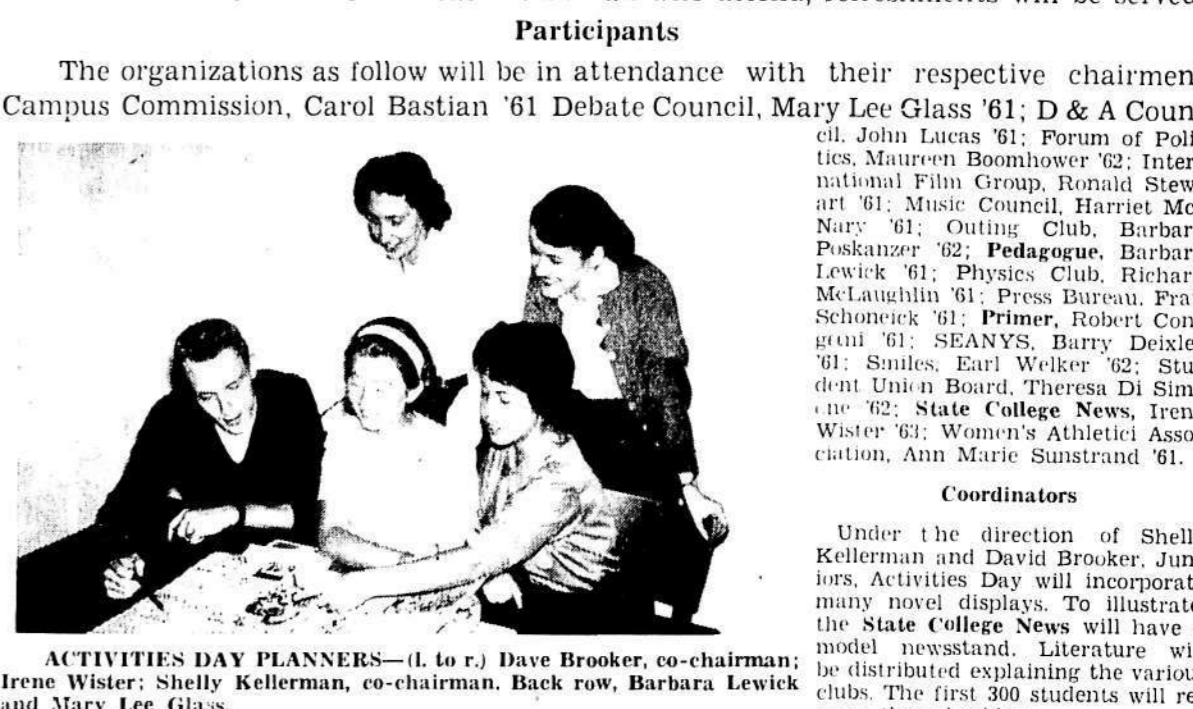 Participants
The organizations as follow will be in attendance with their respective chairmen
Campus Commission, Carol Bastian '61 Debate Council, Mary Lee Glass '61; D & A Coun
cil, John Lucas '61; Forum of Poli
tics, Maureen Boomhower '62; Inter
national Film Group, Ronald Stew
art '61; Music Council, Harriet Mc
Nary '61; Outing Club, Barbar
Poskanzer '62; Pedagogue, Barbar
Lewick '61; Physics Club, Richar
McLaughlin '61; Press Bureau, Fra
Schoneick '61; Primer, Robert Con
'61; SEANYS, Barry Deixle
'61; Smiles, Earl Welker '62; Stu
dent Union Board, Theresa Di Sim
'62; State College News, Iren
Wister '63; Women's Athletici Asso
ciation, Ann Marie Sunstrand '61.
Coordinators
Under the direction of Shell
Kellerman and David Brooker, Jun
iors, Activities Day will incorporat
many novel displays. To illustrat
the State College News will have
model newsstand. Literature wi
be distributed explaining the variou
clubs. The first 300 students will re
ACTIVITIES DAY PLANNERS—(l. to r.) Dave Brooker, co-chairman;
Irene Wister; Shelly Kellerman, co-chairman. Back row, Barbara Lewick
and Mary Lee Glass